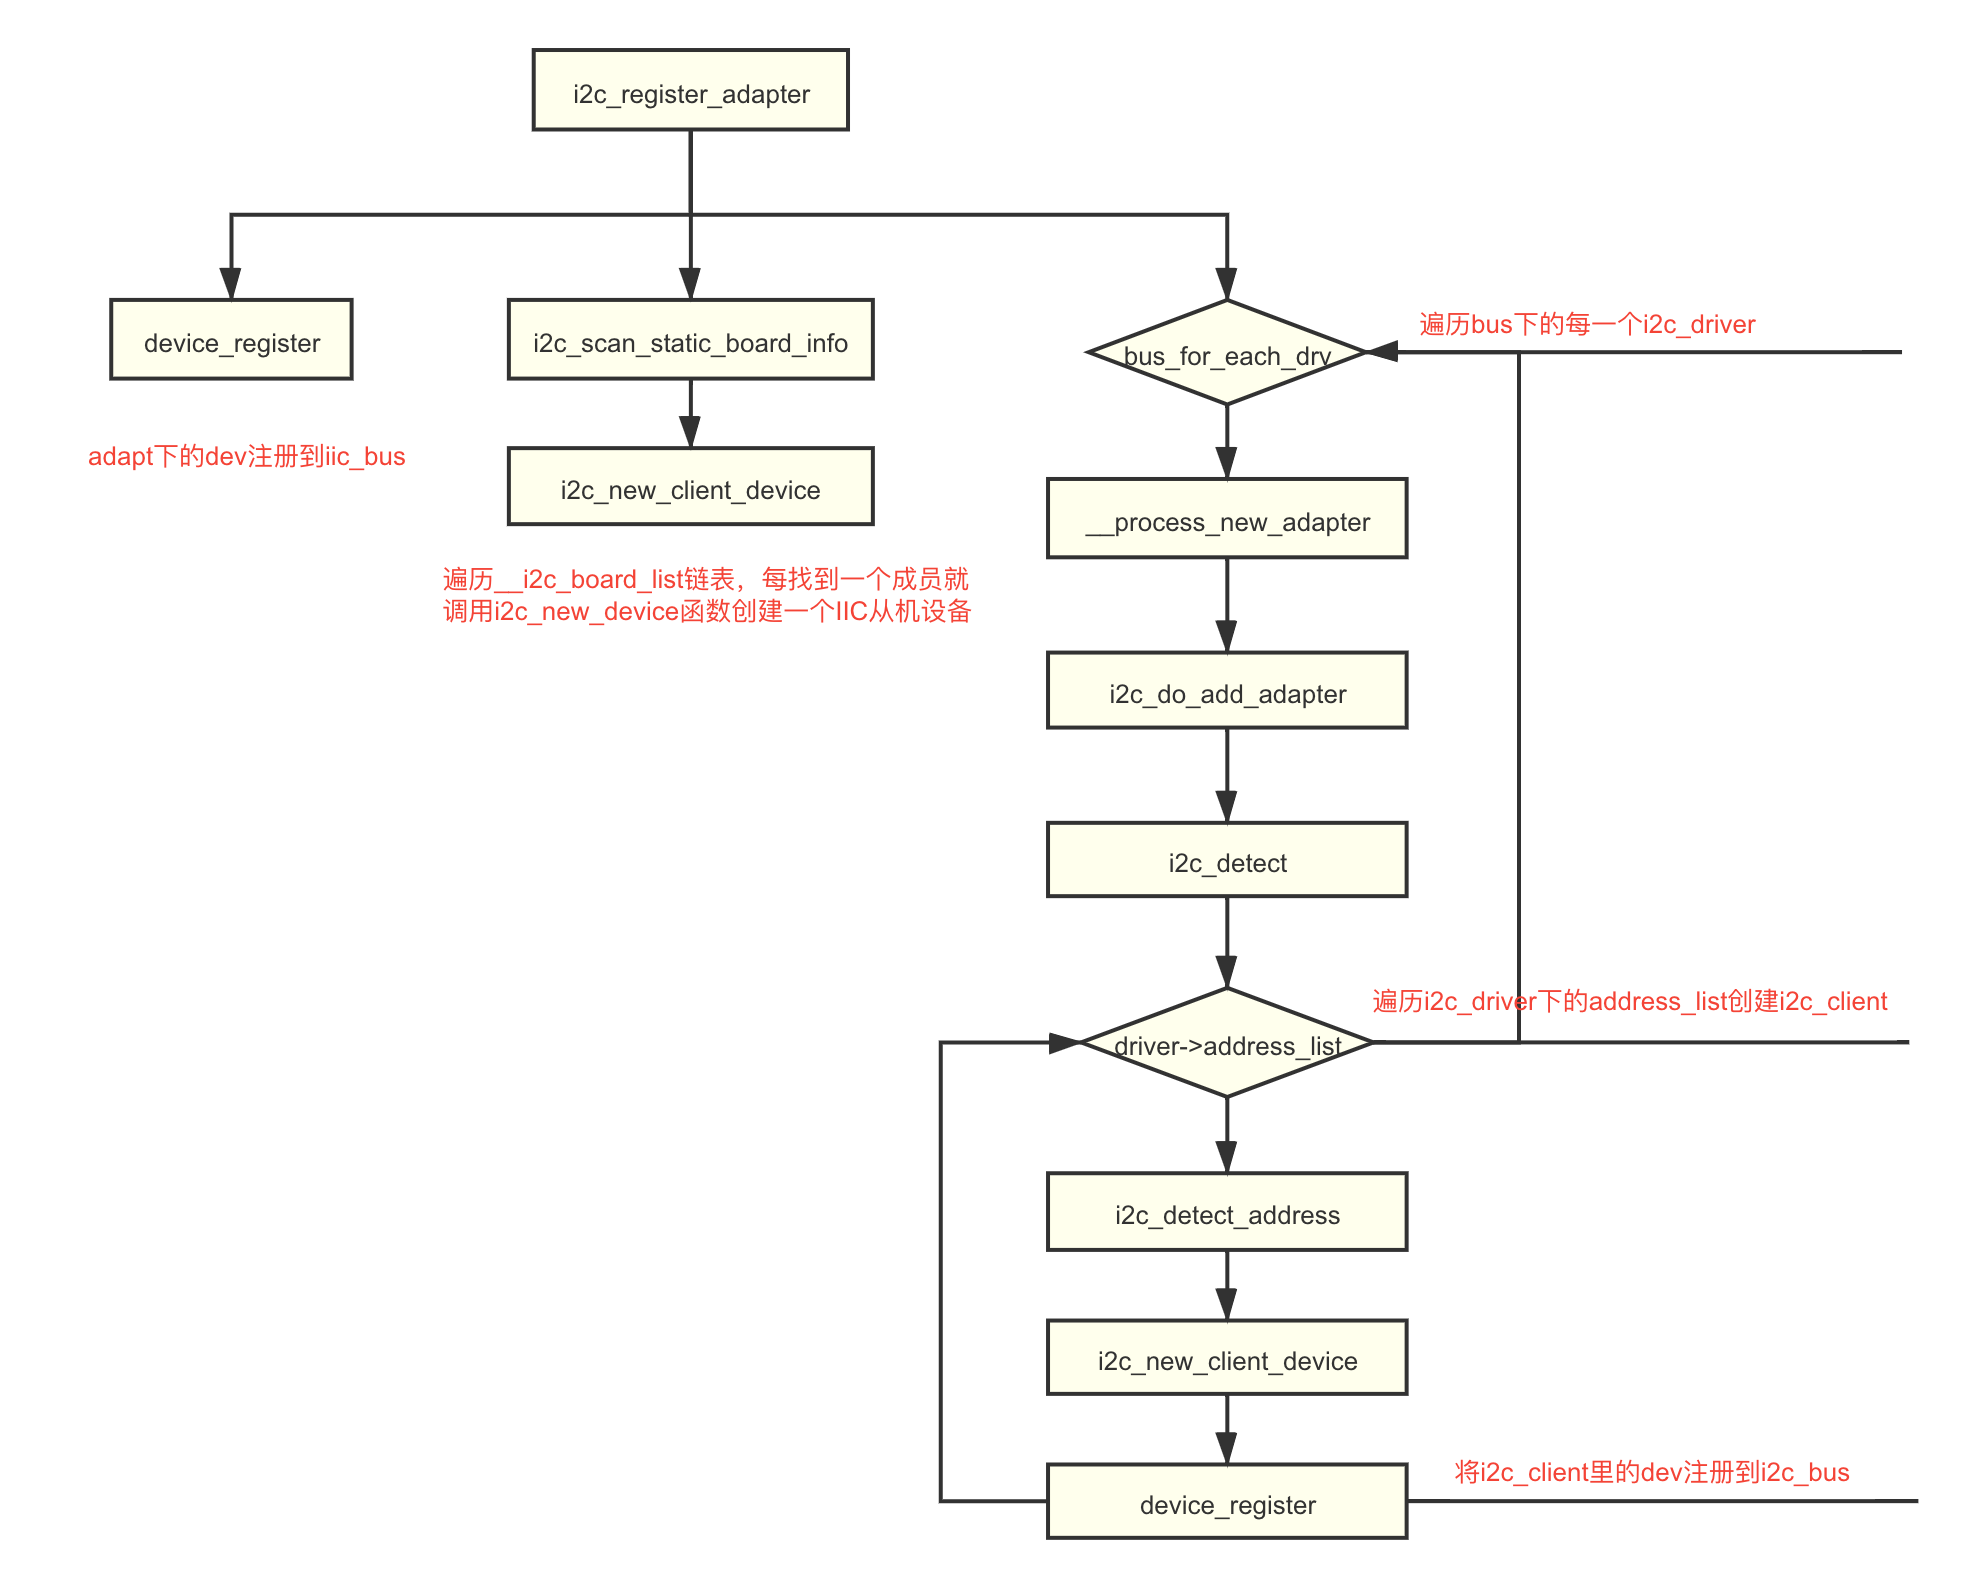 i2c_register_adapter
device_register
i2c_scan_static_board_info
bus_for_each_drv
遍历bus下的每一个i2c_driver
adapt下的dev注册到iic_bus
i2c_new_client_device
遍历__i2c_board_list链表，每找到一个成员就
调用i2c_new_device函数创建一个IIC从机设备
__process_new_adapter
i2c_do_add_adapter
i2c_detect
遍历i2c_driver下的address_list创建i2c_client
driver->address_list
i2c_detect_address
i2c_new_client_device
将i2c_client里的dev注册到i2c_bus
device_register